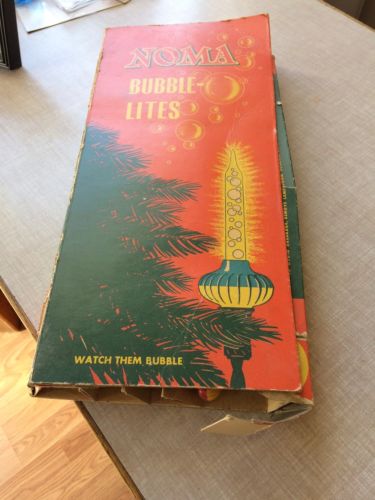 NOMA
BUBBLE-
LITES
WATCH THEM BUBBLE